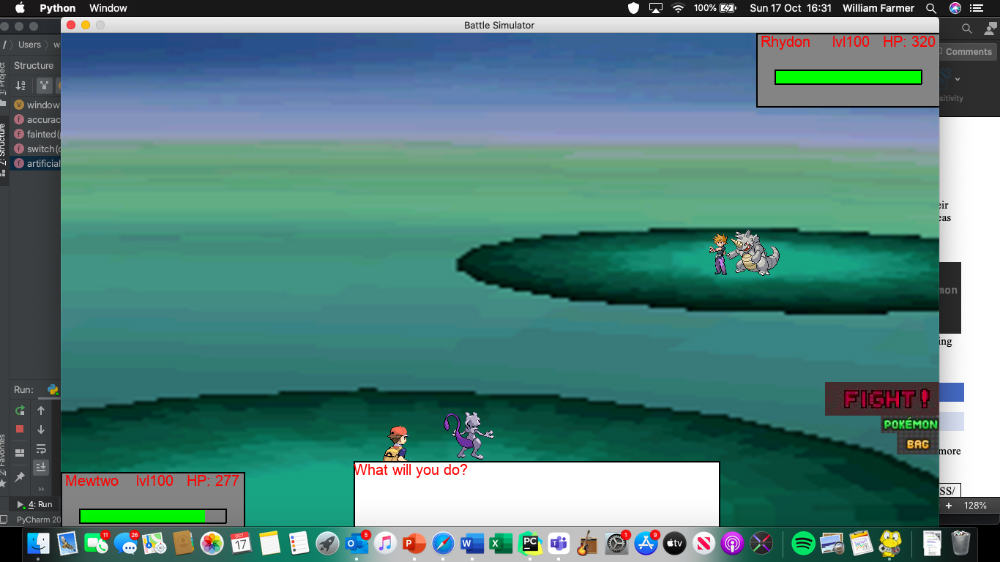 Python Window 100% Sun 17 Oct 16:31 William Farmer
Battle Simulator
Rhydon lvl100 HP: 320
/ Users w
Comments
Structure
1: Project
window
accurac
fainted(
switch(
artificial
2: Structure
sitivity
eir
eas
mon
ing
FIGHT!
POKÉMON
BAG
more
Run:
2: Favorites
What will you do?
Mewtwo lvl100 HP: 277
SS/
4: Run
128%
PyCharm 20
11 26 OCT 17 5 1 9